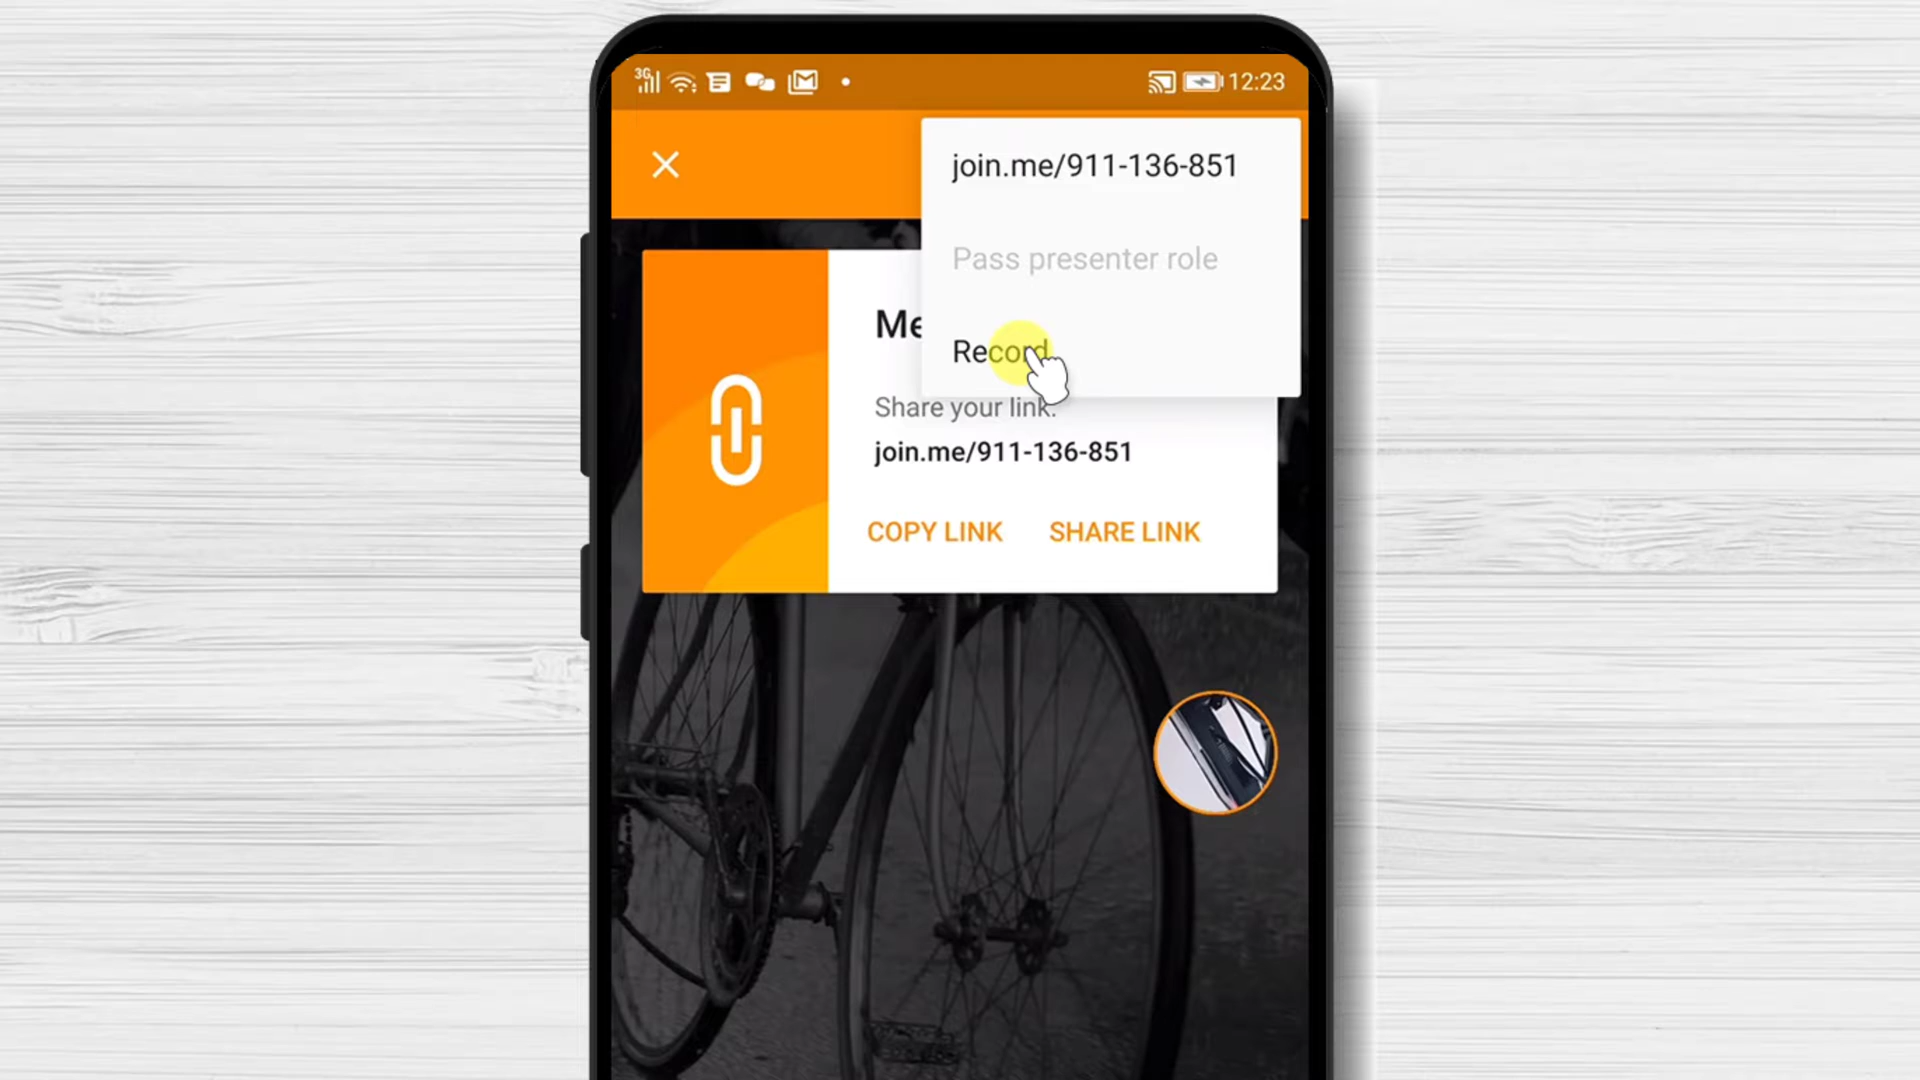 3G
12:23
join.me/911-136-851
Pass presenter role
Record
Share your link:
join.me/911-136-851
COPY LINK SHARE LINK